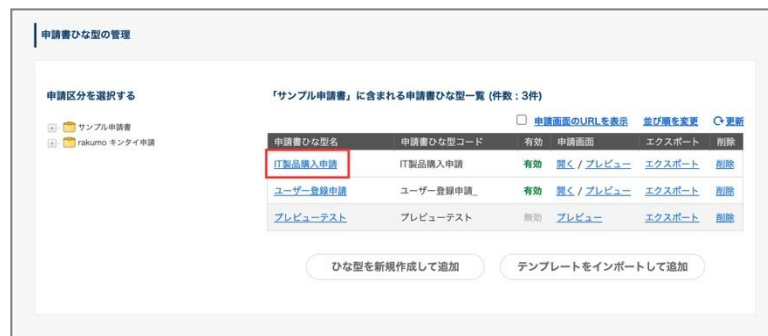 申請書ひな型の管理
申請区分を選択する
サンプル申請書
rakumo キンタイ申請
「サンプル申請書」に含まれる申請書ひな型一覧 (件数 : 3件)
申請画面のURLを表示 並び順を変更 更新
申請書ひな型名 申請書ひな型コード 有効 申請画面 エクスポート 削除
IT製品購入申請 IT製品購入申請 有効 開く / プレビュー エクスポート 削除
ユーザー登録申請 ユーザー登録申請_ 有効 開く / プレビュー エクスポート 削除
プレビューテスト プレビューテスト 無効 プレビュー エクスポート 削除
ひな型を新規作成して追加 テンプレートをインポートして追加